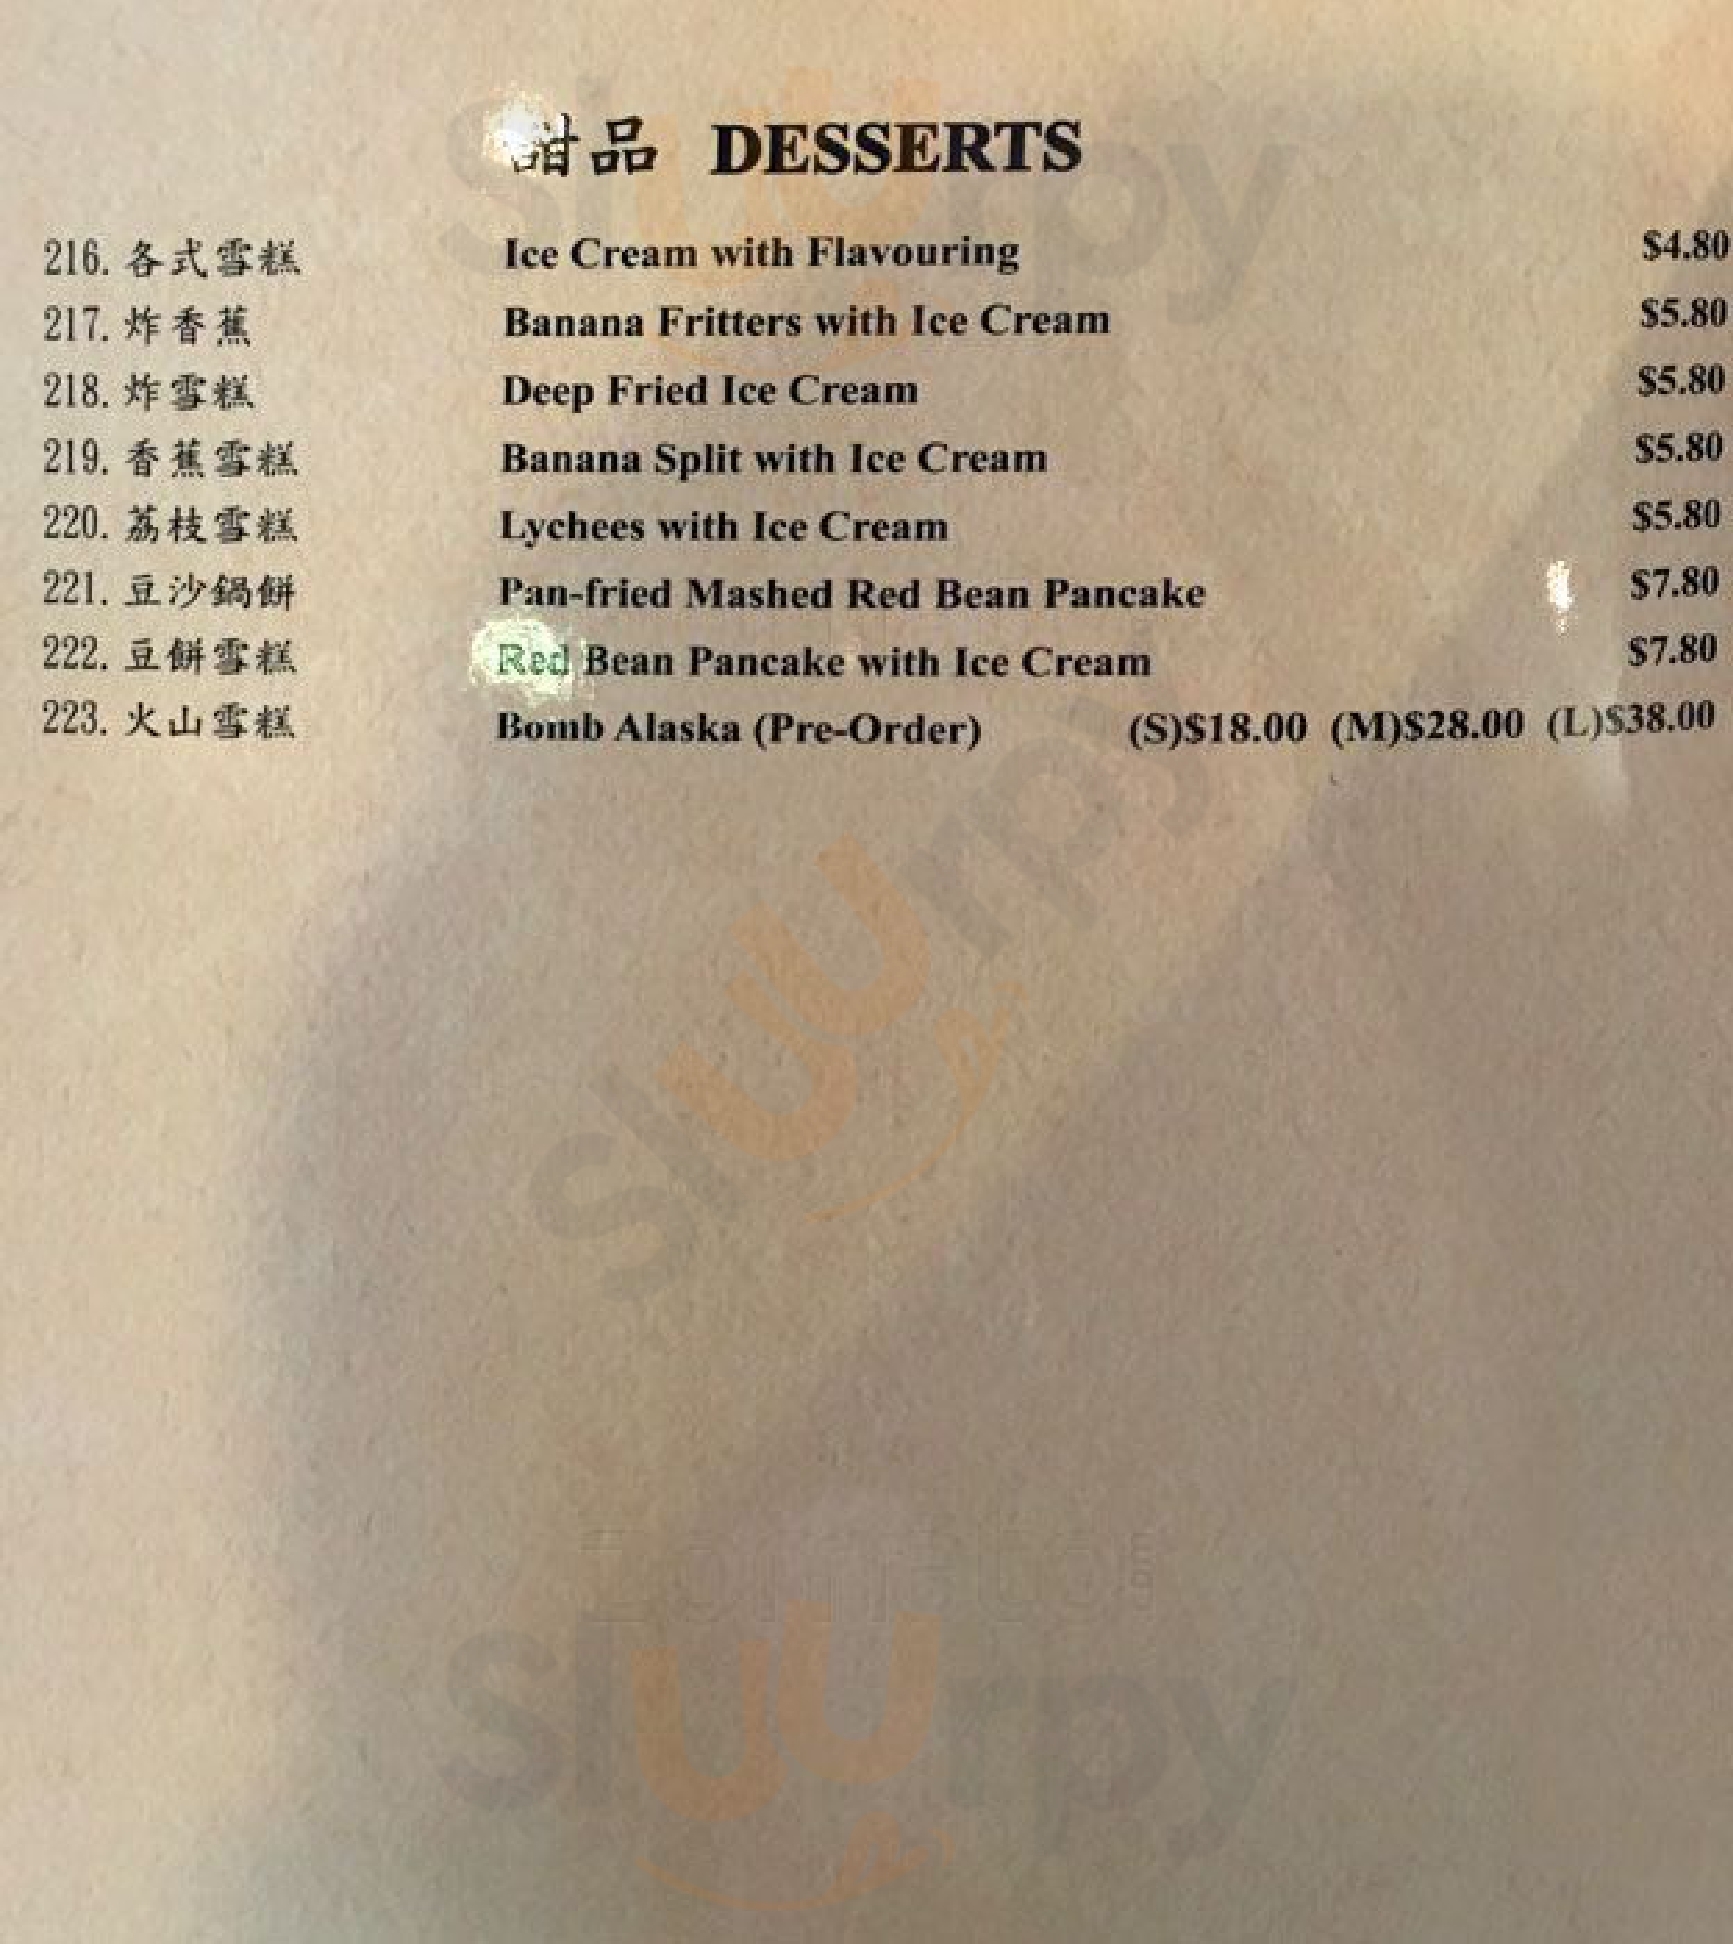 甜品 DESSERTS
216. 各式雪糕 Ice Cream with Flavouring $4.80
217. 炸香蕉 Banana Fritters with Ice Cream $5.80
218. 炸雪糕 Deep Fried Ice Cream $5.80
219. 香蕉雪糕 Banana Split with Ice Cream $5.80
220. 荔枝雪糕 Lychees with Ice Cream $5.80
221. 豆沙鍋餅 Pan-fried Mashed Red Bean Pancake $7.80
222. 豆餅雪糕 Red Bean Pancake with Ice Cream $7.80
223. 火山雪糕 Bomb Alaska (Pre-Order) (S)$18.00 (M)$28.00 (L)$38.00
sluurpy
sluurpy
zomato
sluurpy